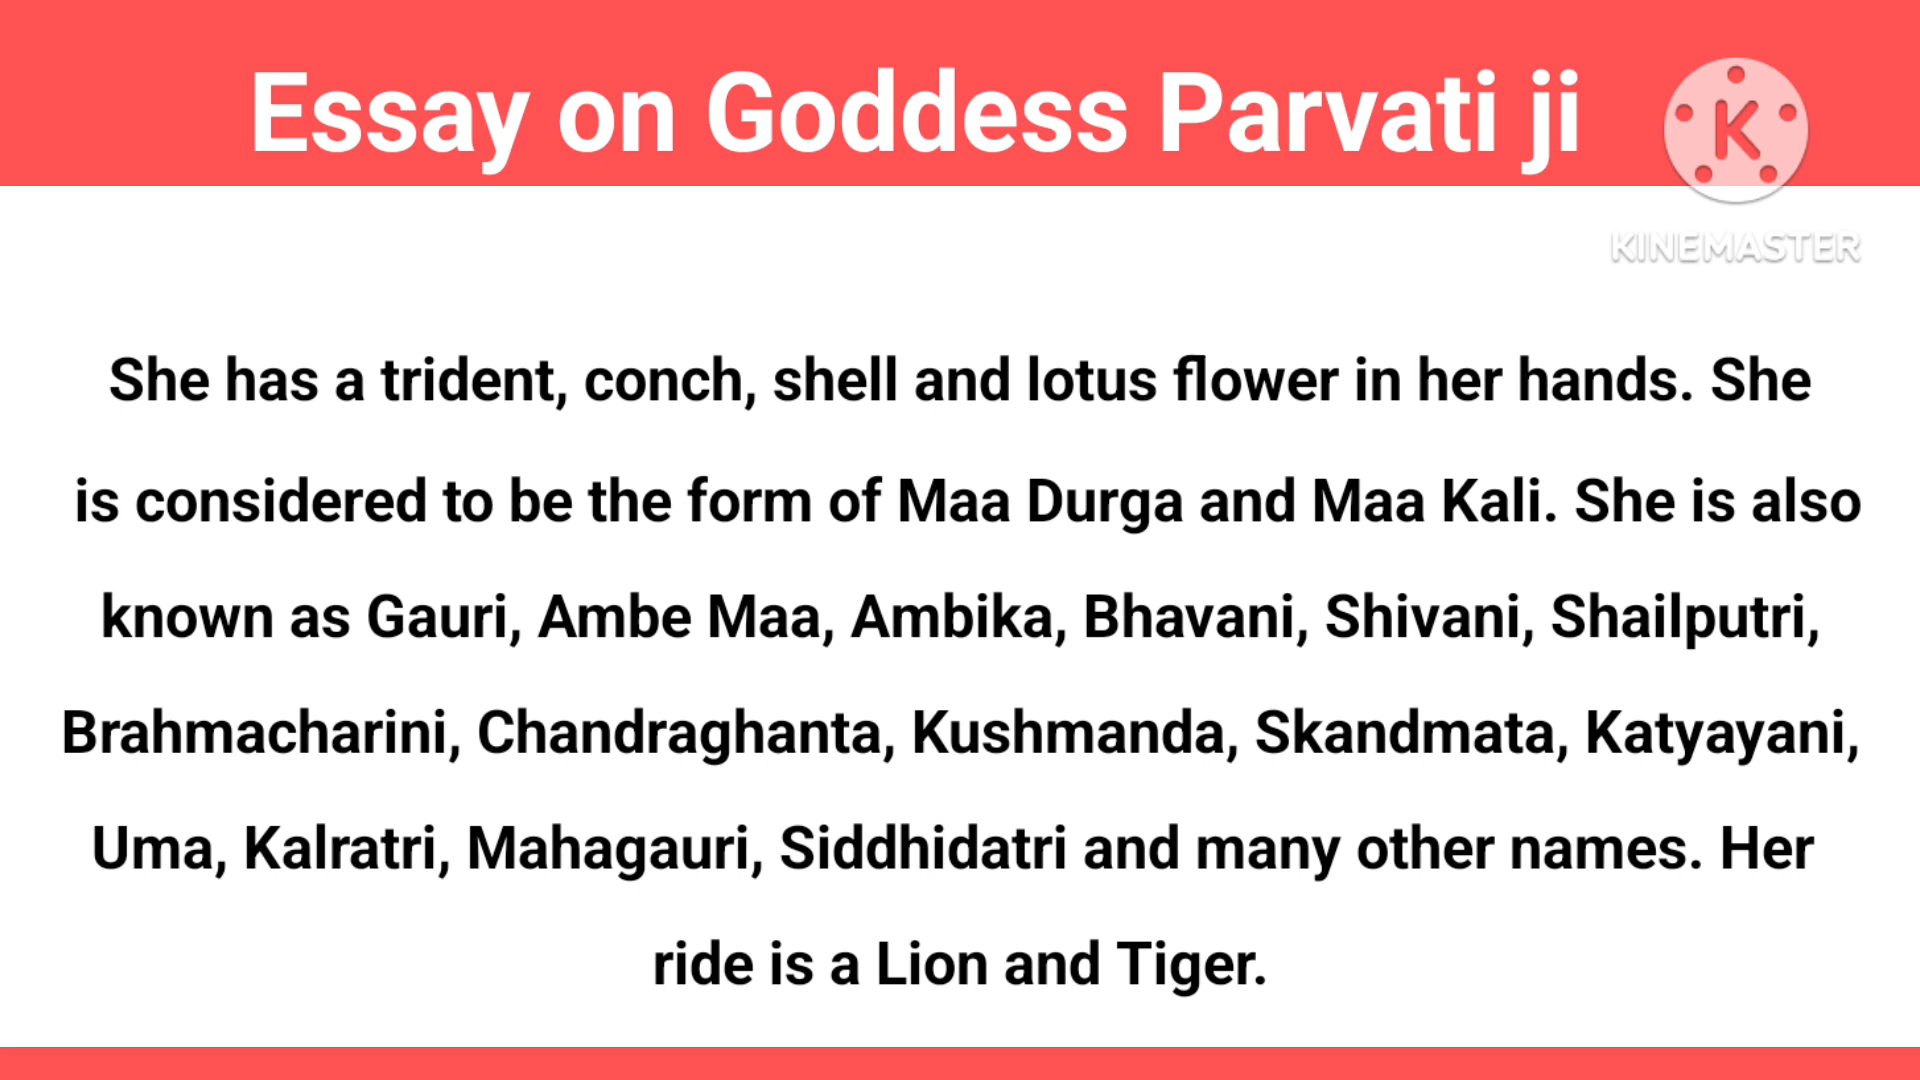 Essay on Goddess Parvati ji
K
KINEMASTER
She has a trident, conch, shell and lotus flower in her hands. She
is considered to be the form of Maa Durga and Maa Kali. She is also
known as Gauri, Ambe Maa, Ambika, Bhavani, Shivani, Shailputri,
Brahmacharini, Chandraghanta, Kushmanda, Skandmata, Katyayani,
Uma, Kalratri, Mahagauri, Siddhidatri and many other names. Her
ride is a Lion and Tiger.